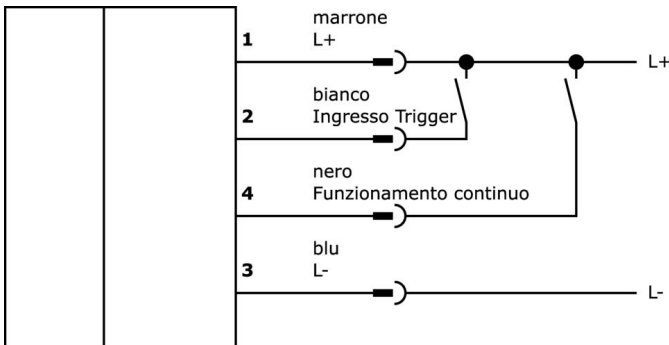 marrone
1 L+
L+
bianco
2 Ingresso Trigger
nero
4 Funzionamento continuo
blu
3 L-
L-